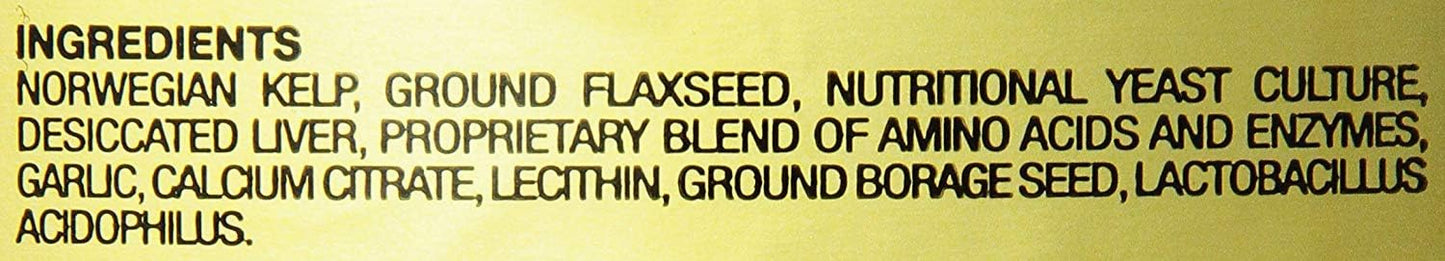 INGREDIENTS
NORWEGIAN KELP, GROUND FLAXSEED, NUTRITIONAL YEAST CULTURE,
DESICCATED LIVER, PROPRIETARY BLEND OF AMINO ACIDS AND ENZYMES,
GARLIC, CALCIUM CITRATE, LECITHIN, GROUND BORAGE SEED, LACTOBACILLUS
ACIDOPHILUS.